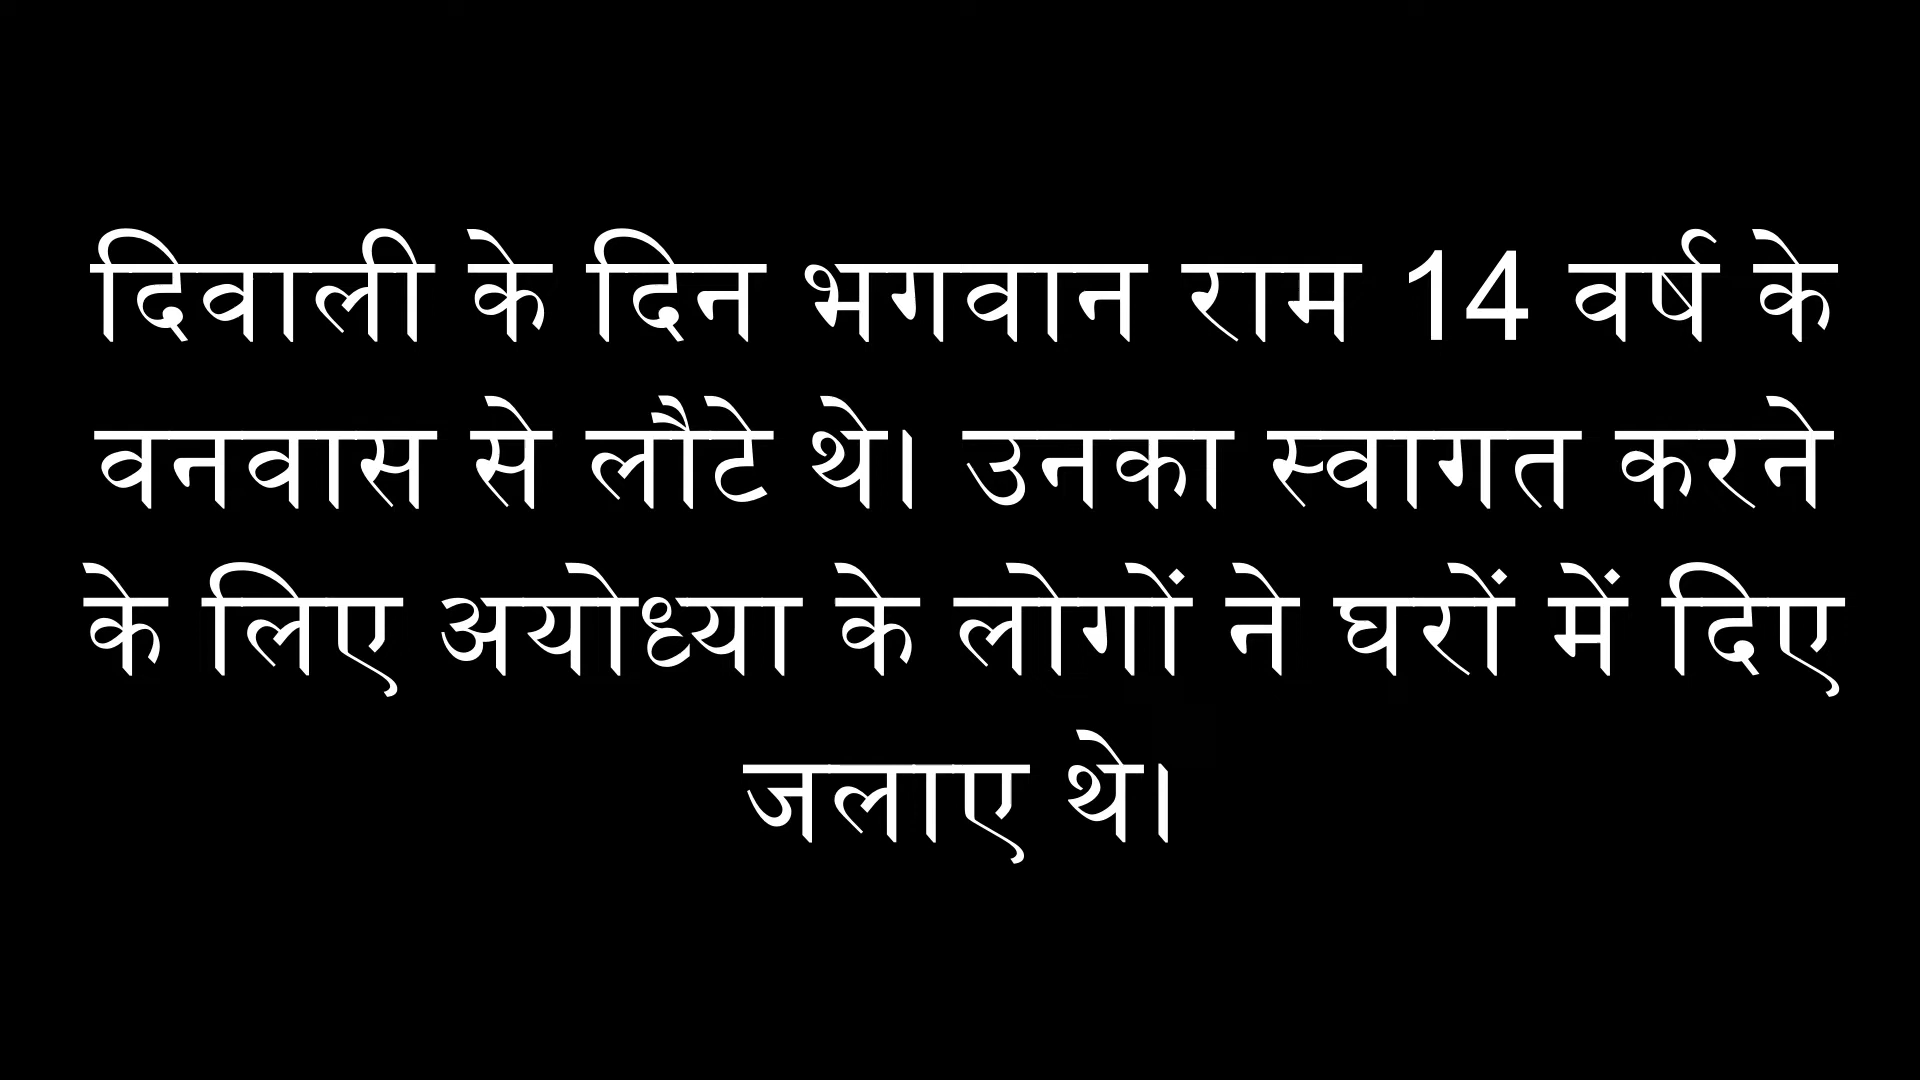 दिवाली के दिन भगवान राम 14 वर्ष के
वनवास से लौटे थे। उनका स्वागत करने
के लिए अयोध्या के लोगों ने घरों में दिए
जलाए थे।